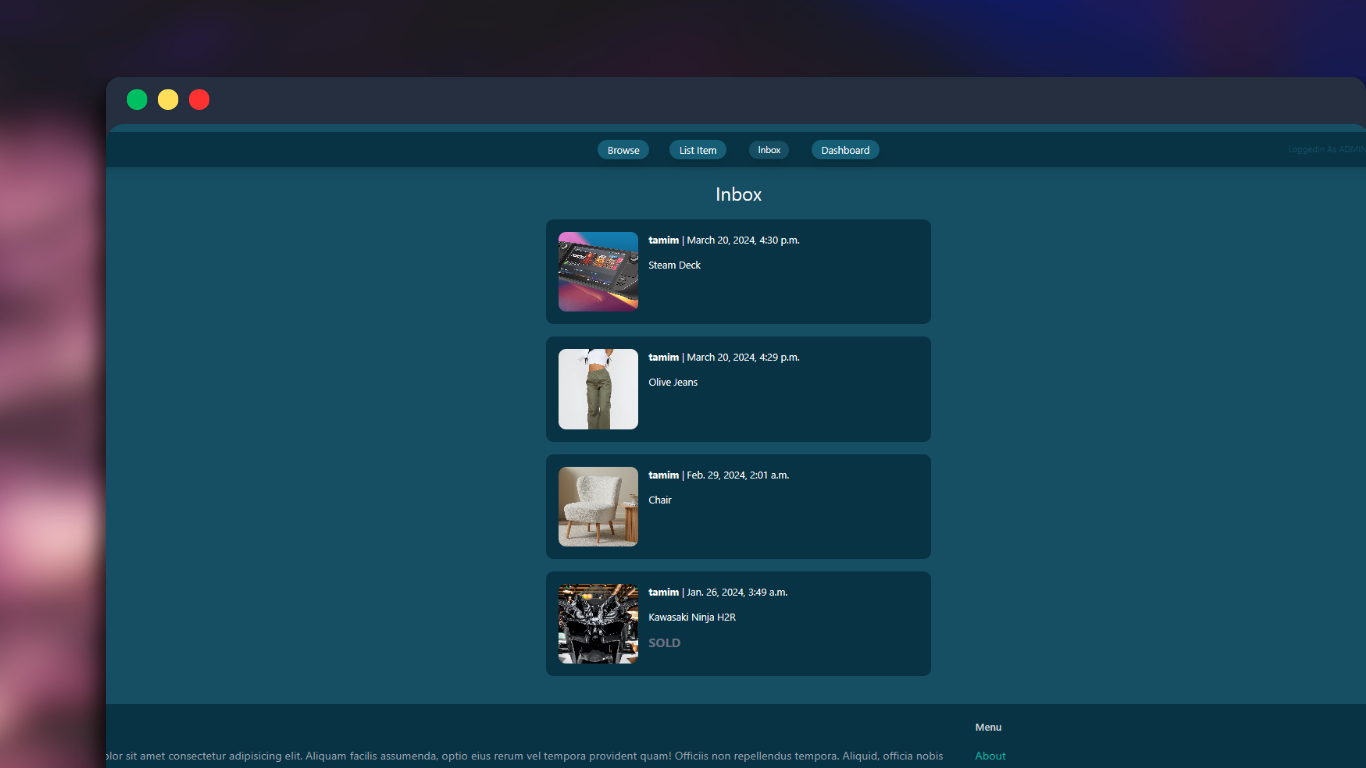 Browse List Item Inbox Dashboard LoggedIn As ADMIN
Inbox
tamim | March 20, 2024, 4:30 p.m.
Steam Deck
tamim | March 20, 2024, 4:29 p.m.
Olive Jeans
tamim | Feb. 29, 2024, 2:01 a.m.
Chair
tamim | Jan. 26, 2024, 3:49 a.m.
Kawasaki Ninja H2R
SOLD
Menu
olor sit amet consectetur adipisicing elit. Aliquam facilis assumenda, optio eius rerum vel tempora provident quam! Officiis non repellendus tempora. Aliquid, officia nobis
About